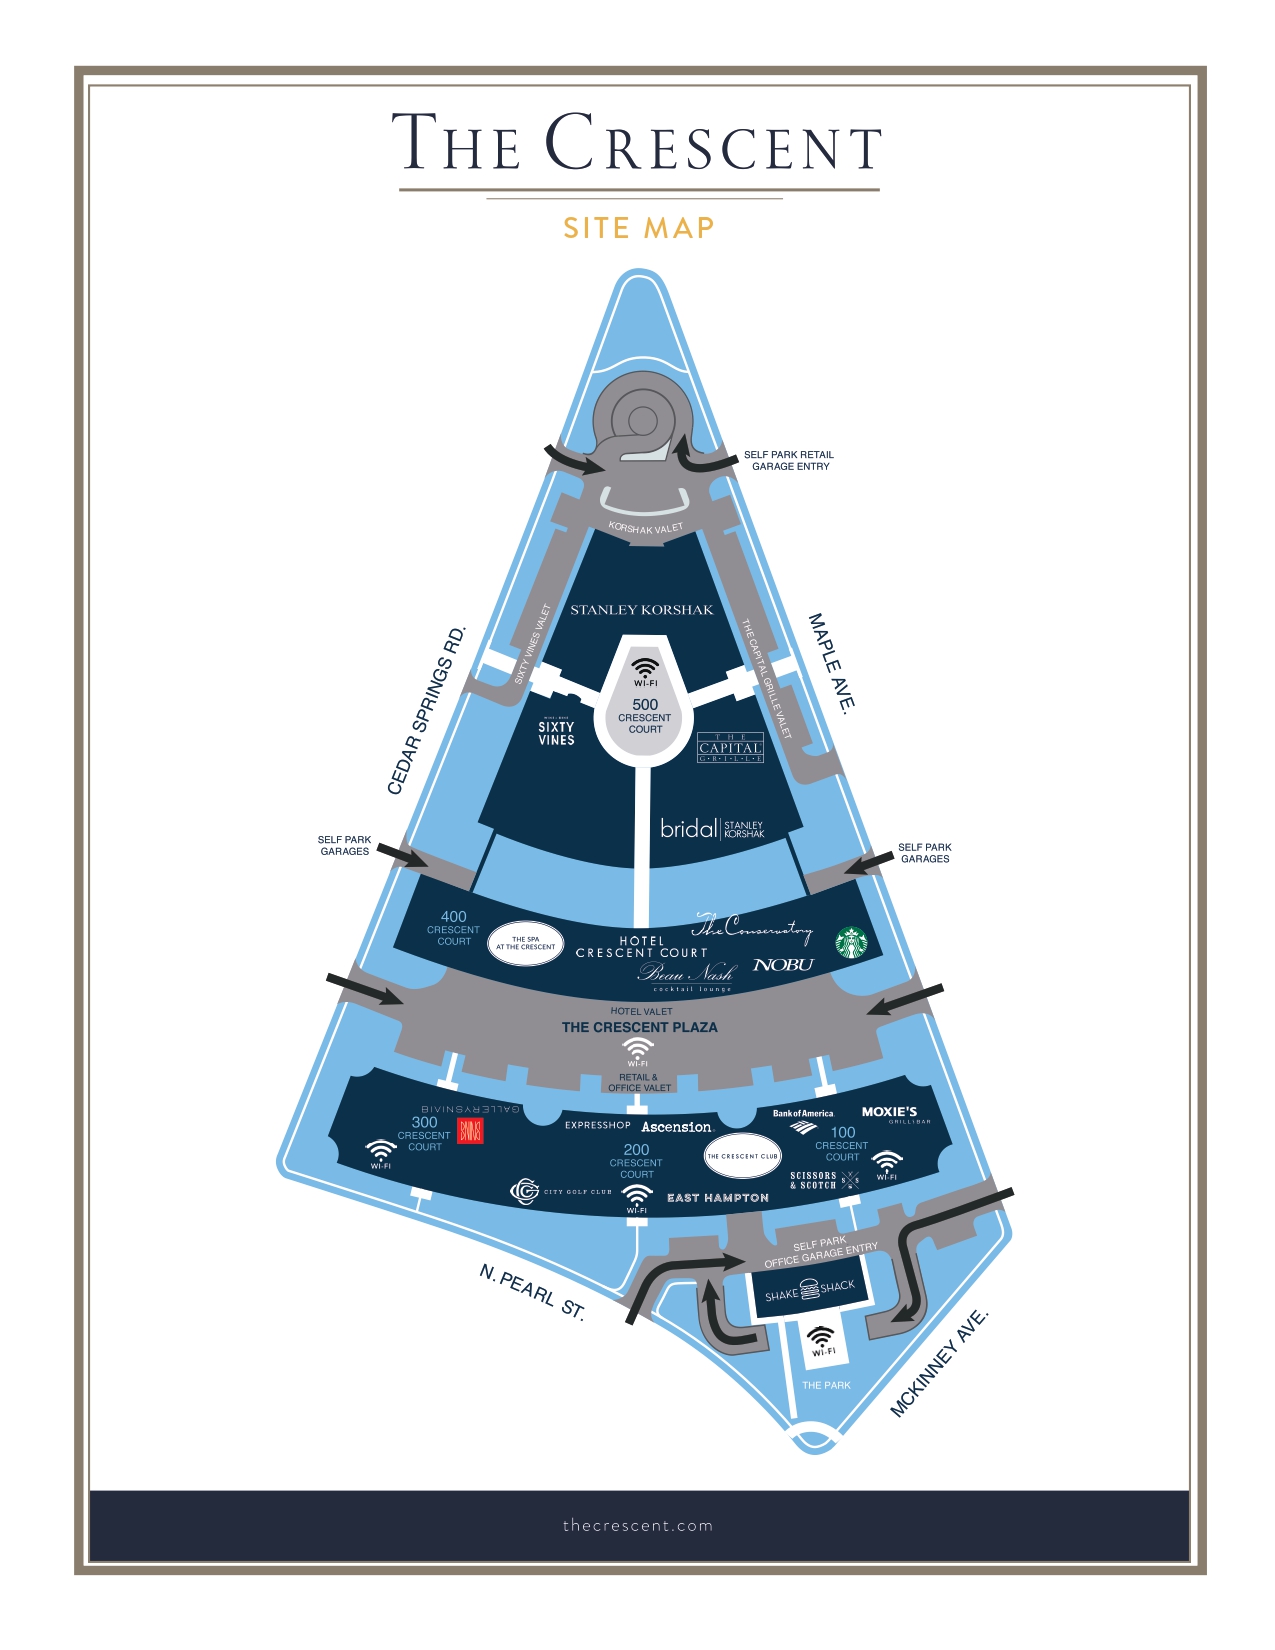 THE CRESCENT
SITE MAP
SELF PARK RETAIL
GARAGE ENTRY
KORSHAK VALET
STANLEY KORSHAK
SIXTY VINES VALET
THE CAPITAL GRILLE VALET
CEDAR SPRINGS RD.
MAPLE AVE.
WI-FI
500
CRESCENT
COURT
SIXTY
VINES
THE
CAPITAL
G·R·I·L·L·E
bridal STANLEY
KORSHAK
SELF PARK
GARAGES
SELF PARK
GARAGES
400
CRESCENT
COURT
THE SPA
AT THE CRESCENT
HOTEL
CRESCENT COURT
The Conservatory
NOBU
Beau Nash
cocktail lounge
HOTEL VALET
THE CRESCENT PLAZA
WI-FI
RETAIL &
OFFICE VALET
BIVINSGALLERY
BIVINS
300
CRESCENT
COURT
WI-FI
EXPRESSHOP
Ascension
200
CRESCENT
COURT
THE CRESCENT CLUB
Bank of America
MOXIE'S
GRILL&BAR
100
CRESCENT
COURT
WI-FI
SCISSORS
& SCOTCH
CITY GOLF CLUB
WI-FI
EAST HAMPTON
SELF PARK
OFFICE GARAGE ENTRY
SHAKE SHACK
WI-FI
THE PARK
N. PEARL ST.
MCKINNEY AVE.
thecrescent.com